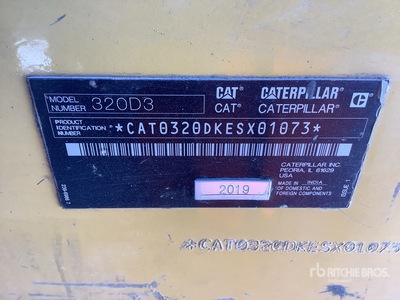 MODEL NUMBER 320D3
CAT CATERPILLAR C
CAT® CATERPILLAR®
PRODUCT IDENTIFICATION NUMBER *CAT0320DKESX01073*
CATERPILLAR INC.
PEORIA, IL 61629
USA
2019
MADE IN INDIA
OF DOMESTIC AND
FOREIGN COMPONENTS
ISSUE 1
*CAT0320DKESX01073
rb
RITCHIE BROS